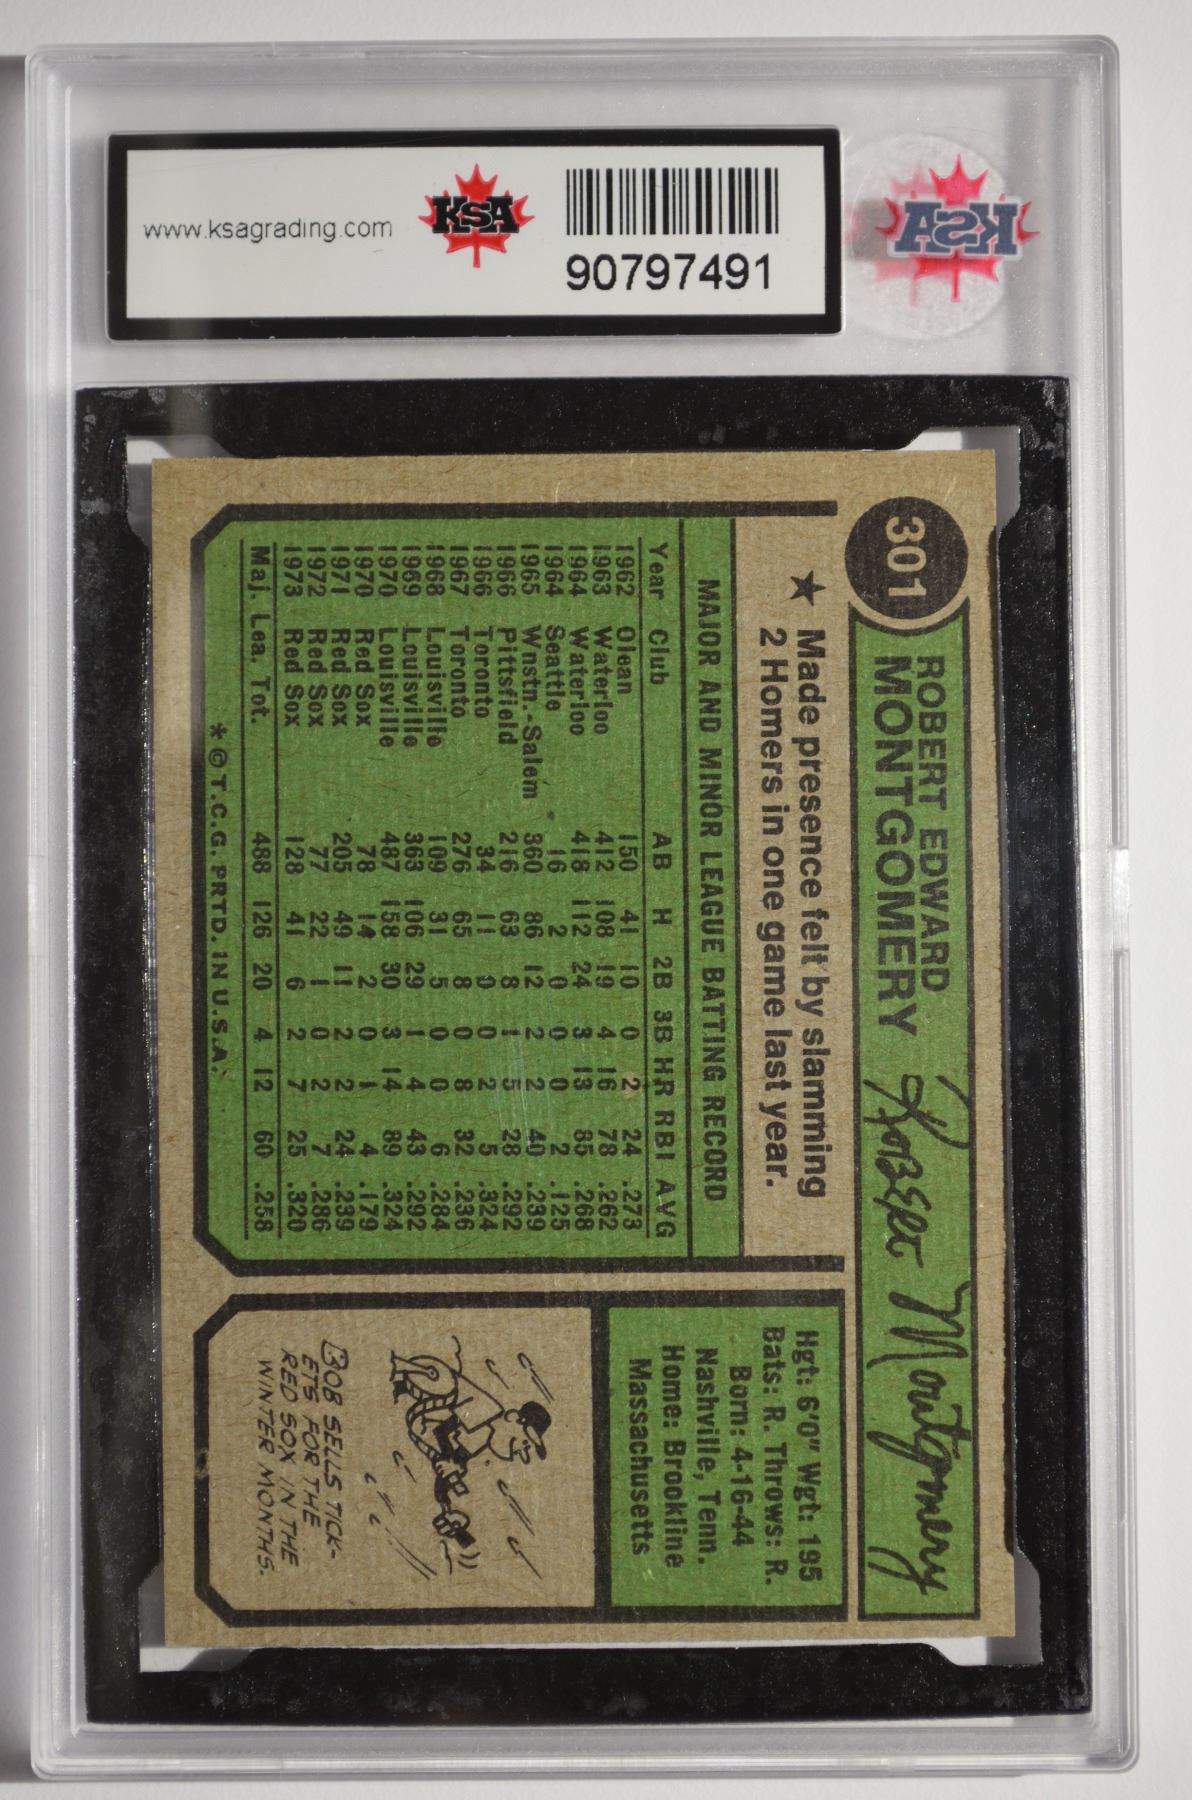 www.ksagrading.com
KSA
90797491
KSA
301
ROBERT EDWARD
MONTGOMERY
Robert Montgomery
★ Made presence felt by slamming
2 Homers in one game last year.
MAJOR AND MINOR LEAGUE BATTING RECORD
Year Club AB H 2B 3B HR RBI AVG
1962 Olean 150 41 10 0 2 24 .273
1963 Waterloo 412 108 19 4 16 78 .262
1964 Waterloo 418 112 24 3 13 85 .268
1964 Seattle 16 2 0 0 0 2 .125
1965 Wnstn.-Salem 360 86 12 2 2 40 .239
1966 Pittsfield 216 63 8 1 5 28 .292
1966 Toronto 34 11 0 0 2 5 .324
1967 Toronto 276 65 8 0 8 32 .236
1968 Louisville 109 31 5 0 0 6 .284
1969 Louisville 363 106 29 1 4 43 .292
1970 Louisville 487 158 30 3 14 89 .324
1970 Red Sox 78 14 2 0 1 4 .179
1971 Red Sox 205 49 11 2 2 24 .239
1972 Red Sox 77 22 1 0 2 7 .286
1973 Red Sox 128 41 6 2 7 25 .320
Maj. Lea. Tot. 488 126 20 4 12 60 .258
*©T.C.G. PRTD. IN U.S.A.
Hgt: 6'0" Wgt: 195
Bats: R. Throws: R.
Born: 4-16-44
Nashville, Tenn.
Home: Brookline
Massachusetts
BOB SELLS TICK-
ETS FOR THE
RED SOX IN THE
WINTER MONTHS.